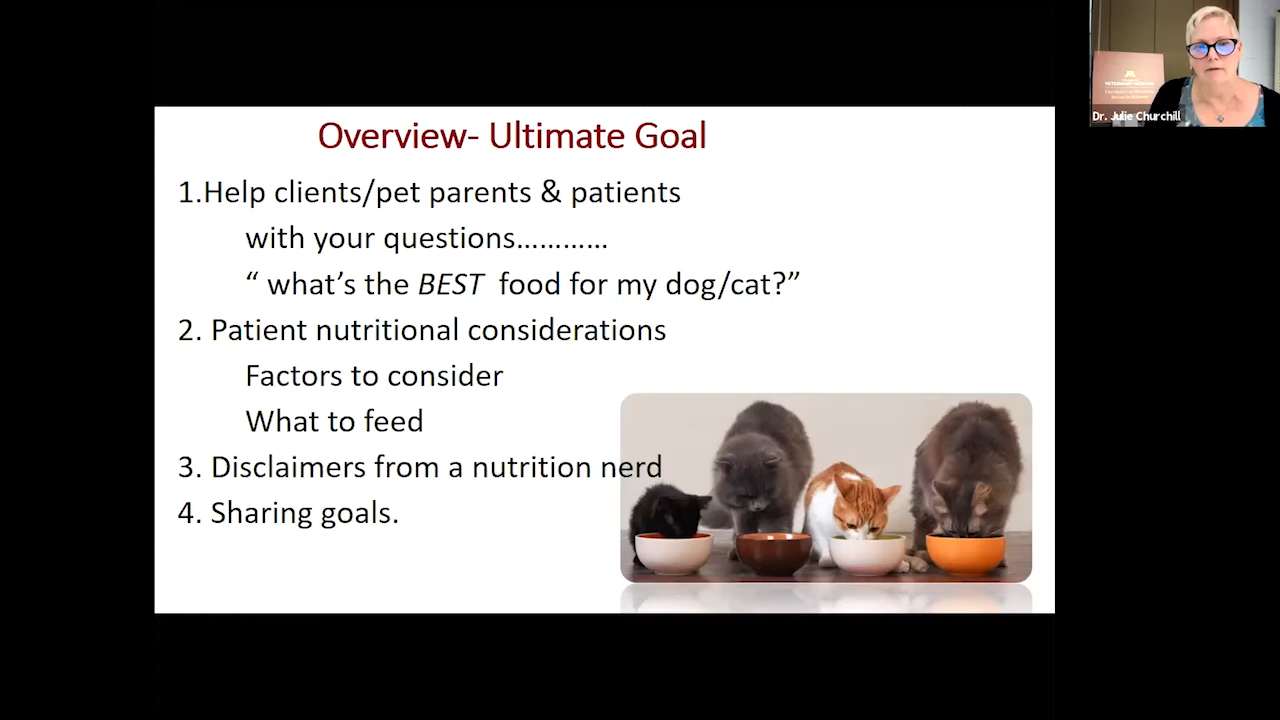 Overview- Ultimate Goal
1.Help clients/pet parents & patients
with your questions............
“ what’s the BEST food for my dog/cat?”
2. Patient nutritional considerations
Factors to consider
What to feed
3. Disclaimers from a nutrition nerd
4. Sharing goals.
Dr. Julie Churchill